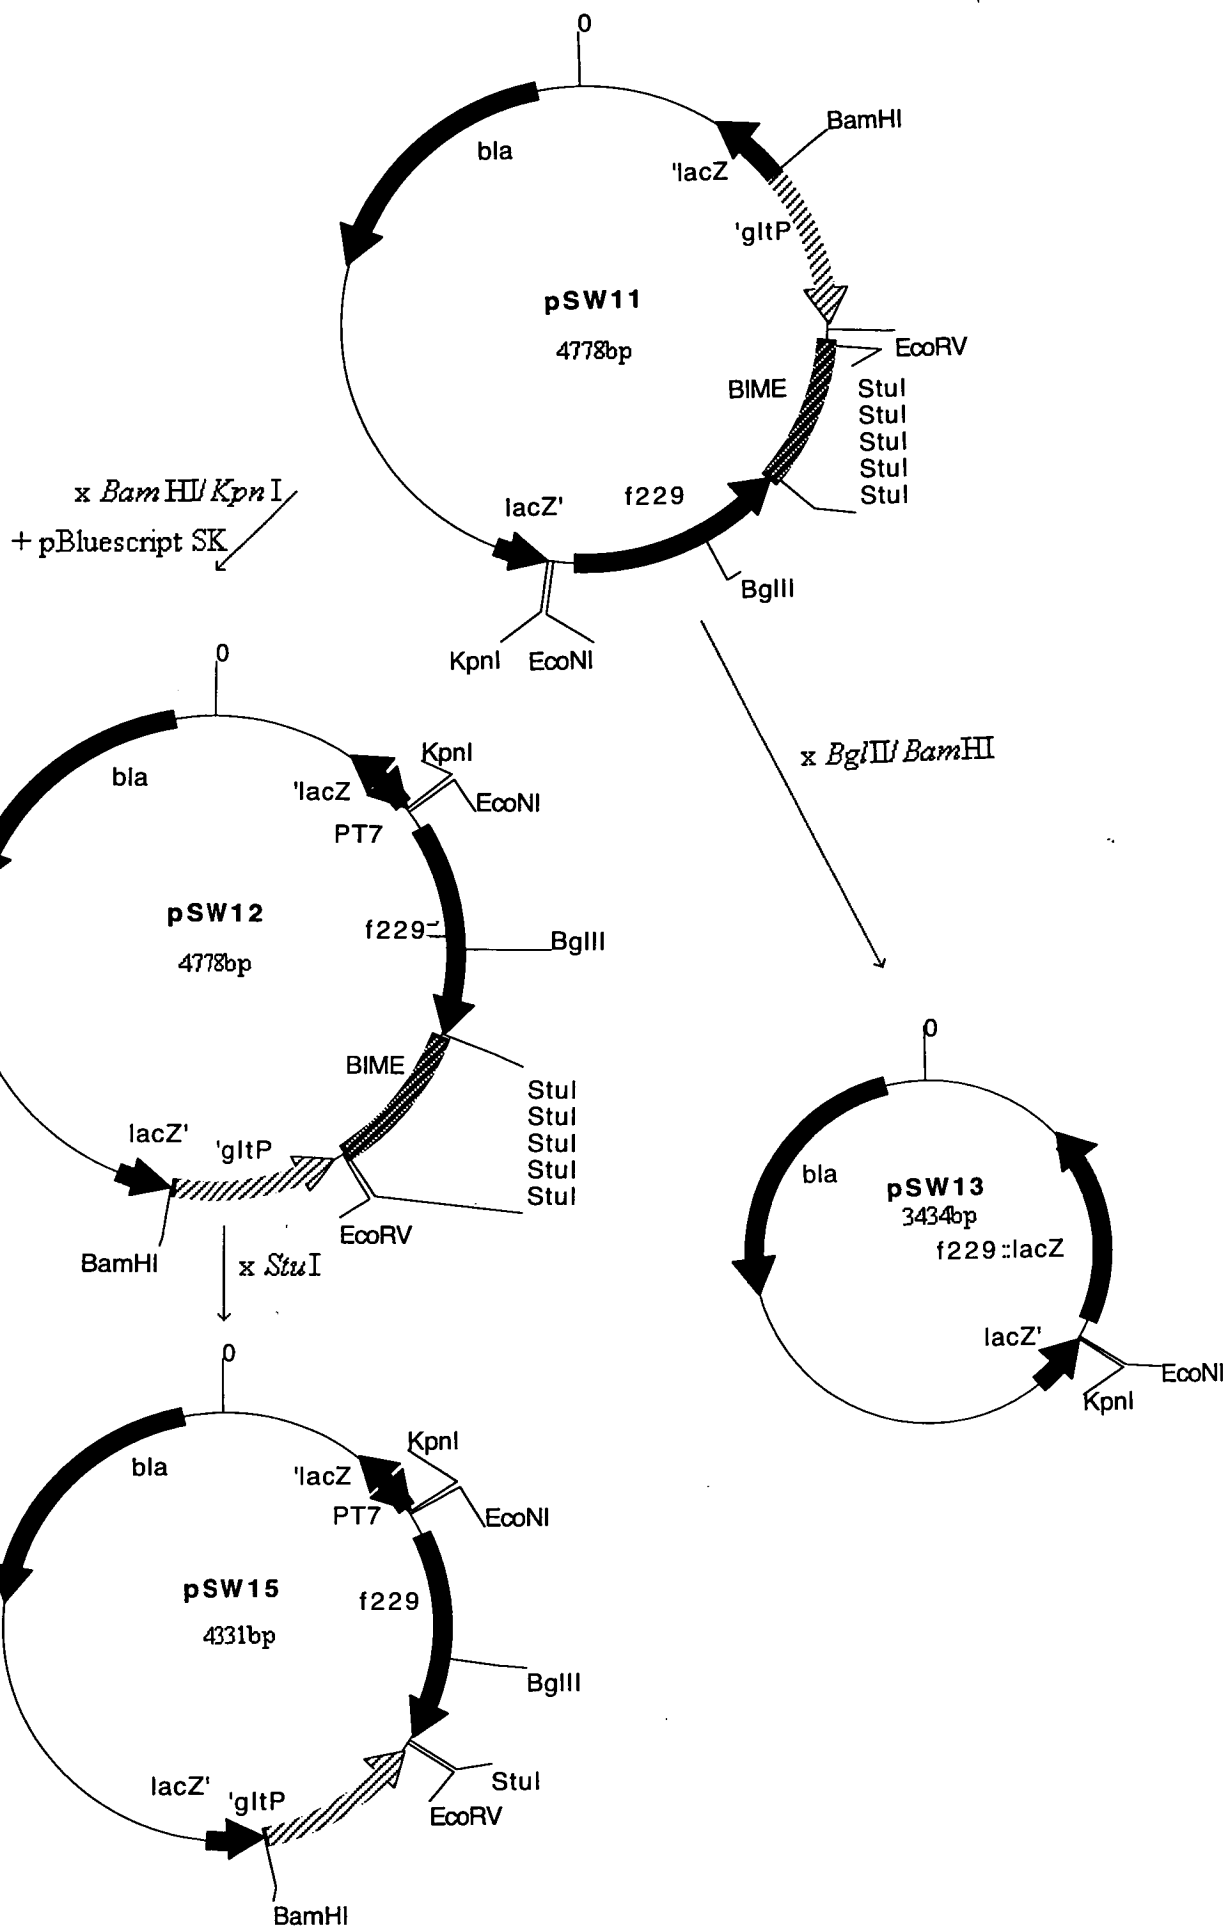 0
bla
'lacZ
BamHI
'gltP
pSW11
4778bp
EcoRV
BIME
StuI
StuI
StuI
StuI
StuI
f229
lacZ'
BglII
KpnI
EcoNI
x BamHI/KpnI
+ pBluescript SK
x BglII/BamHI
0
bla
'lacZ
KpnI
EcoNI
PT7
pSW12
4778bp
f229
BglII
BIME
StuI
StuI
StuI
StuI
StuI
lacZ'
'gltP
EcoRV
BamHI
x StuI
0
bla
pSW13
3434bp
f229::lacZ
lacZ'
EcoNI
KpnI
0
bla
'lacZ
KpnI
PT7
EcoNI
pSW15
4331bp
f229
BglII
StuI
EcoRV
lacZ'
'gltP
BamHI